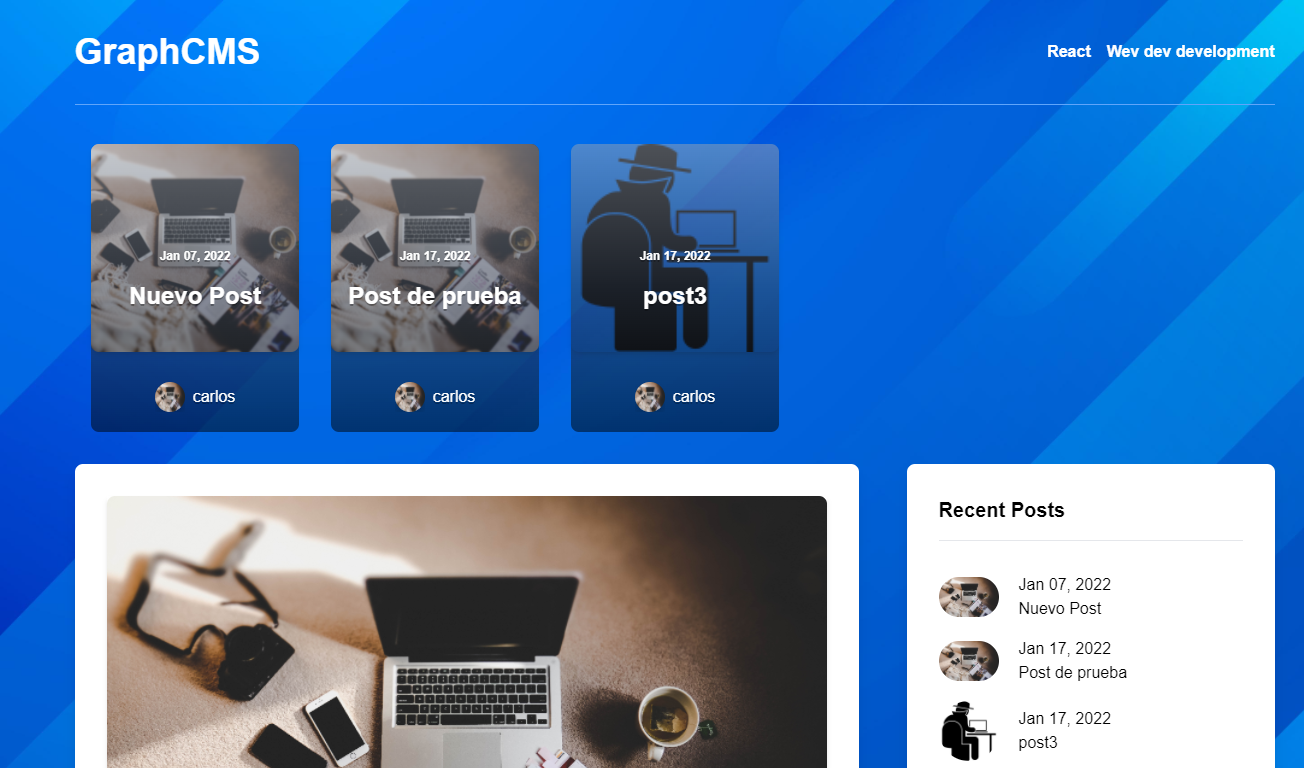 GraphCMS
React
Wev dev development
Jan 07, 2022
Nuevo Post
carlos
Jan 17, 2022
Post de prueba
carlos
Jan 17, 2022
post3
carlos
Recent Posts
Jan 07, 2022
Nuevo Post
Jan 17, 2022
Post de prueba
Jan 17, 2022
post3